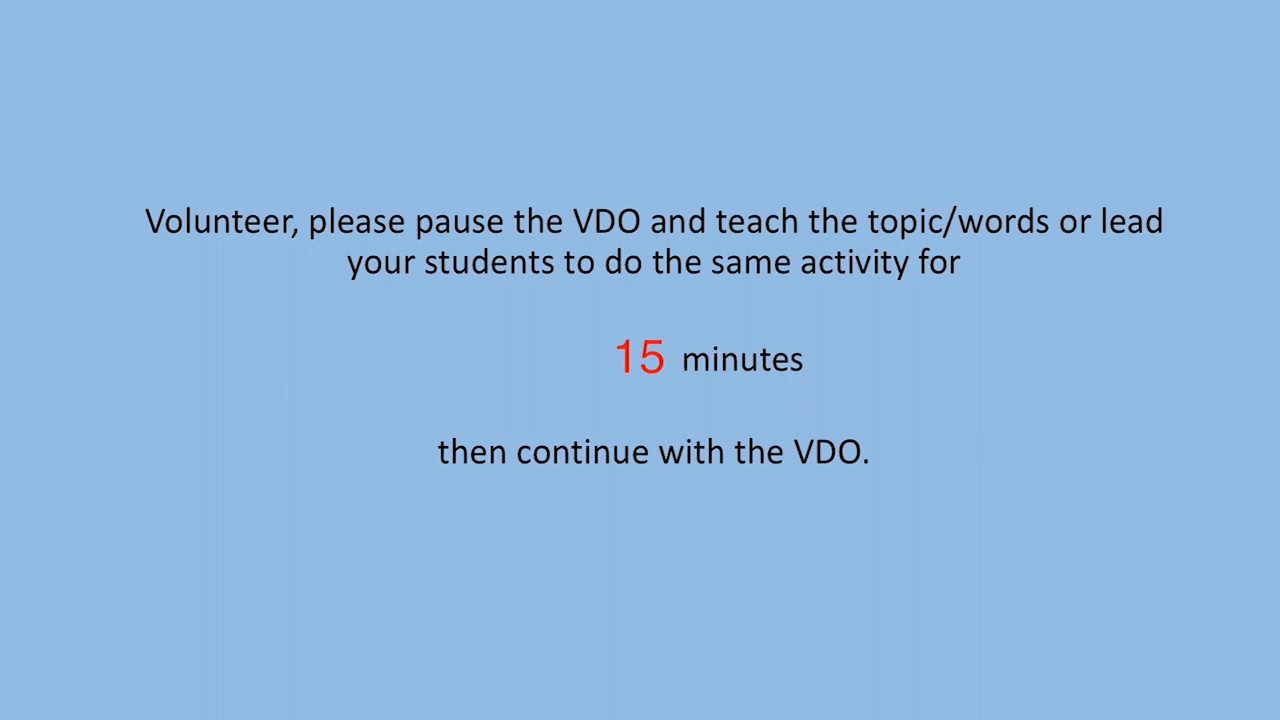 Volunteer, please pause the VDO and teach the topic/words or lead
your students to do the same activity for
15 minutes
then continue with the VDO.